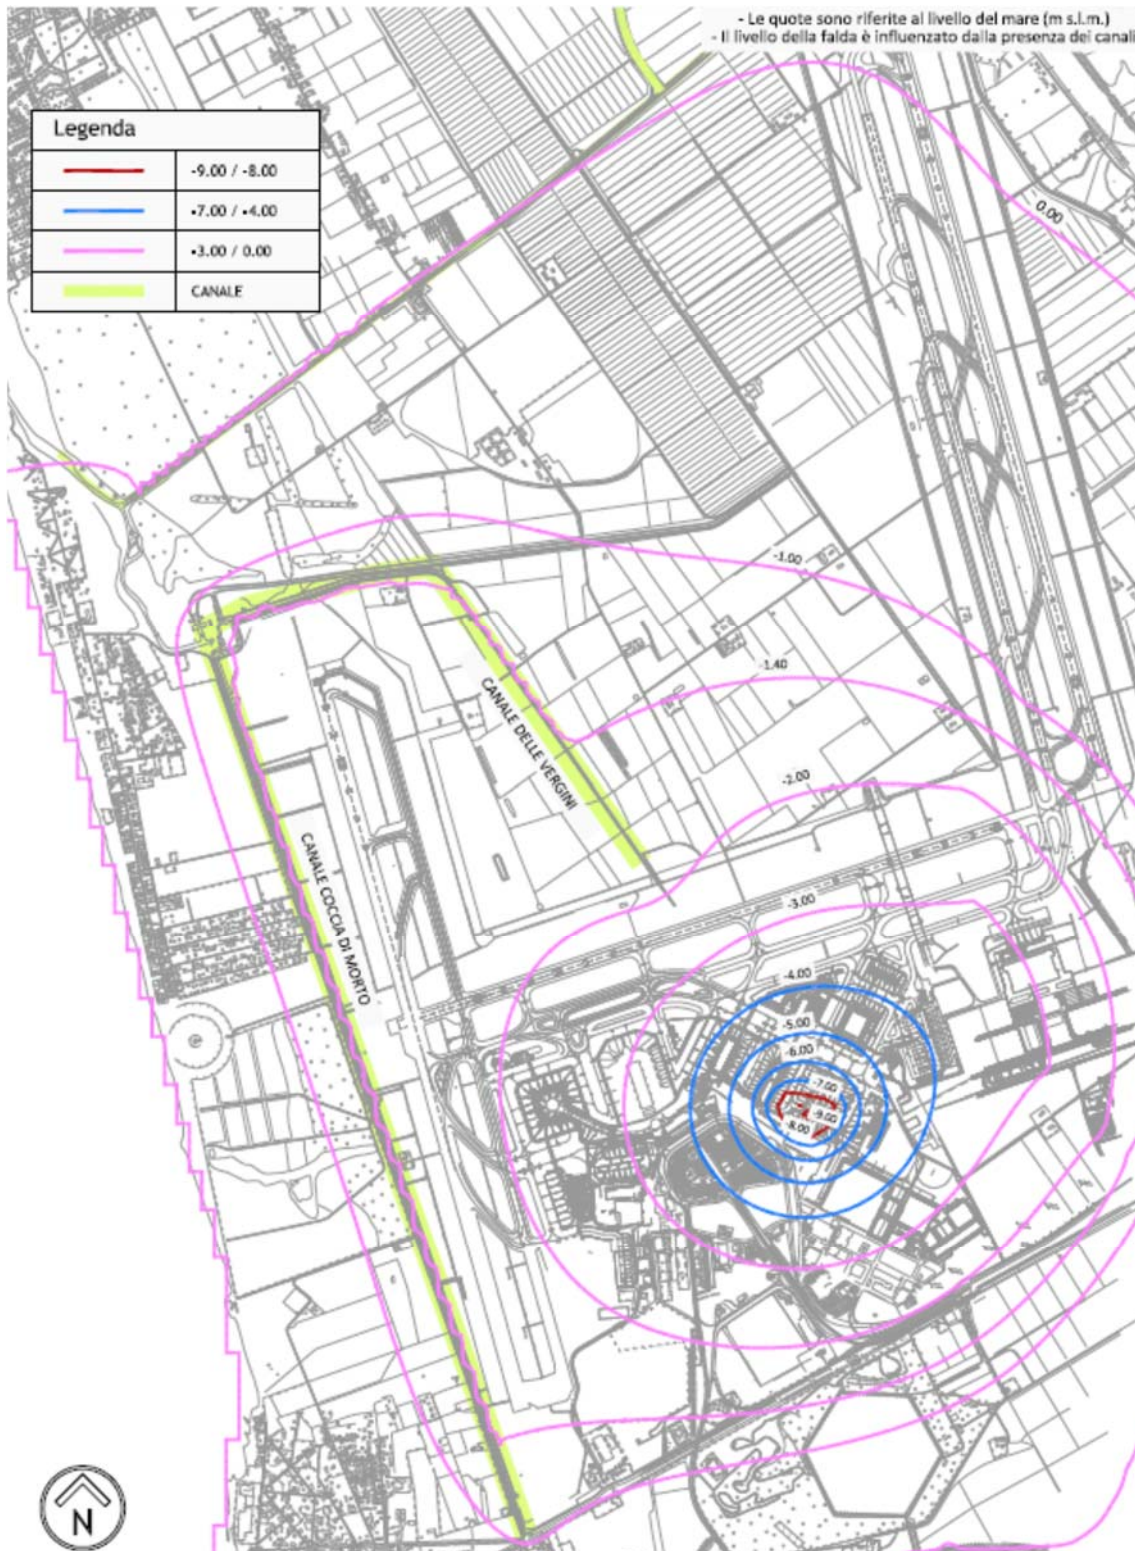 - Le quote sono riferite al livello del mare (m s.l.m.)
- Il livello della falda è influenzato dalla presenza dei canali
Legenda
-9.00 / -8.00
-7.00 / -4.00
-3.00 / 0.00
CANALE
0.00
-1.00
-1.40
CANALE DELLE VERGINI
-2.00
CANALE COCCIA DI MORTO
-3.00
-4.00
-5.00
-6.00
-7.00
-9.00
-8.00
N